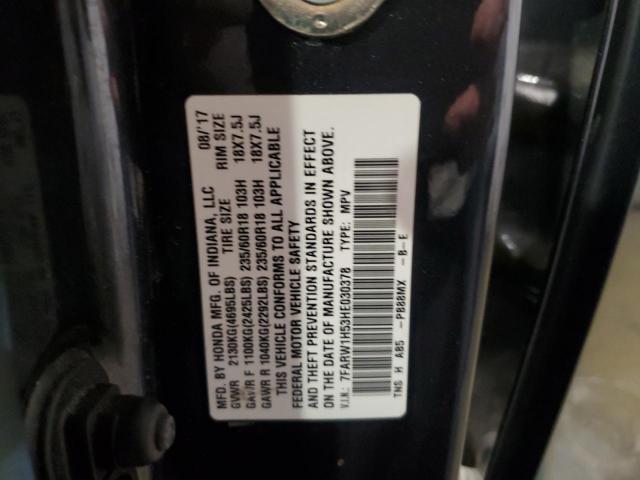 MFD. BY HONDA MFG. OF INDIANA, LLC 08/'17
GVWR 2130KG(4695LBS) TIRE SIZE RIM SIZE
GAWR F 1100KG(2425LBS) 235/60R18 103H 18X7.5J
GAWR R 1040KG(2292LBS) 235/60R18 103H 18X7.5J
THIS VEHICLE CONFORMS TO ALL APPLICABLE
FEDERAL MOTOR VEHICLE SAFETY
AND THEFT PREVENTION STANDARDS IN EFFECT
ON THE DATE OF MANUFACTURE SHOWN ABOVE.
V.I.N.: 7FARW1H53HE030378 TYPE: MPV
TNS H A85 -PB88MX -B-E